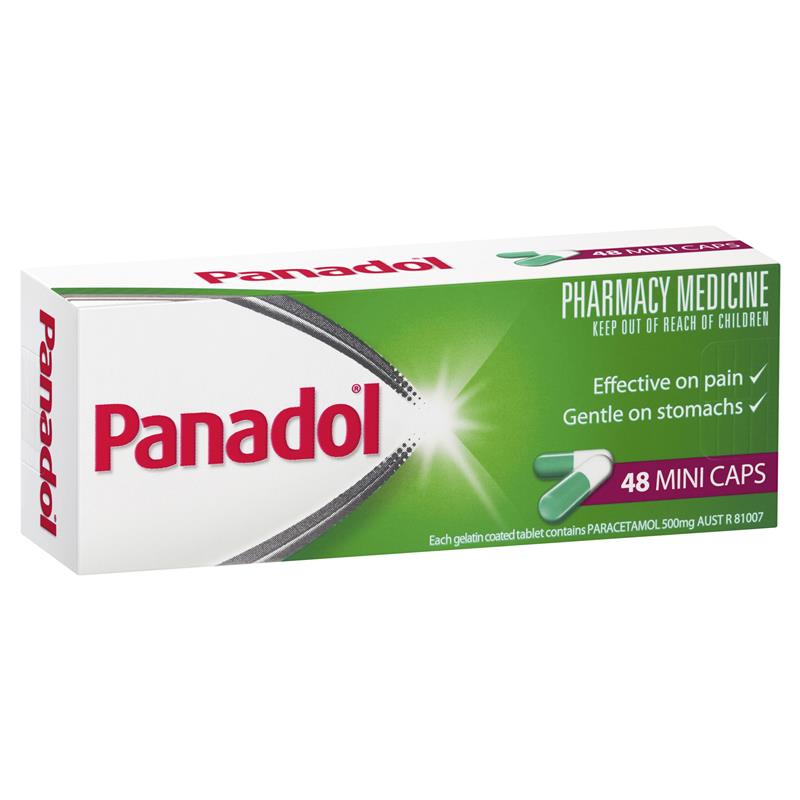 Panadol
48 MINI CAPS
Panadol
PHARMACY MEDICINE
KEEP OUT OF REACH OF CHILDREN
Effective on pain ✓
Gentle on stomachs ✓
Panadol®
48 MINI CAPS
Each gelatin coated tablet contains PARACETAMOL 500mg AUST R 81007